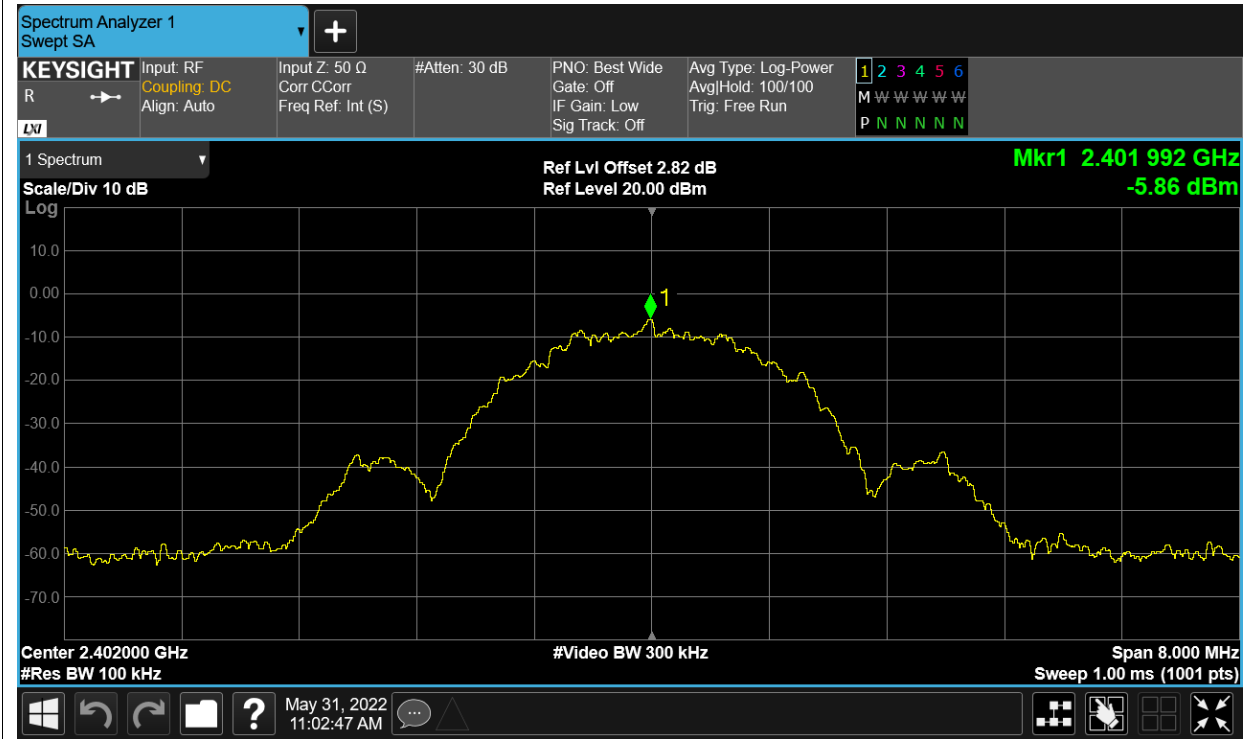 Spectrum Analyzer 1
Swept SA
+
KEYSIGHT Input: RF Input Z: 50 Ω #Atten: 30 dB PNO: Best Wide Avg Type: Log-Power 1 2 3 4 5 6
R Coupling: DC Corr CCorr Gate: Off Avg|Hold: 100/100 M W W W W W W
Align: Auto Freq Ref: Int (S) IF Gain: Low Trig: Free Run
LXI Sig Track: Off P N N N N N N
1 Spectrum Ref Lvl Offset 2.82 dB Mkr1 2.401 992 GHz
Scale/Div 10 dB Ref Level 20.00 dBm -5.86 dBm
Log
10.0
0.00
1
-10.0
-20.0
-30.0
-40.0
-50.0
-60.0
-70.0
Center 2.402000 GHz #Video BW 300 kHz Span 8.000 MHz
#Res BW 100 kHz Sweep 1.00 ms (1001 pts)
? May 31, 2022
11:02:47 AM